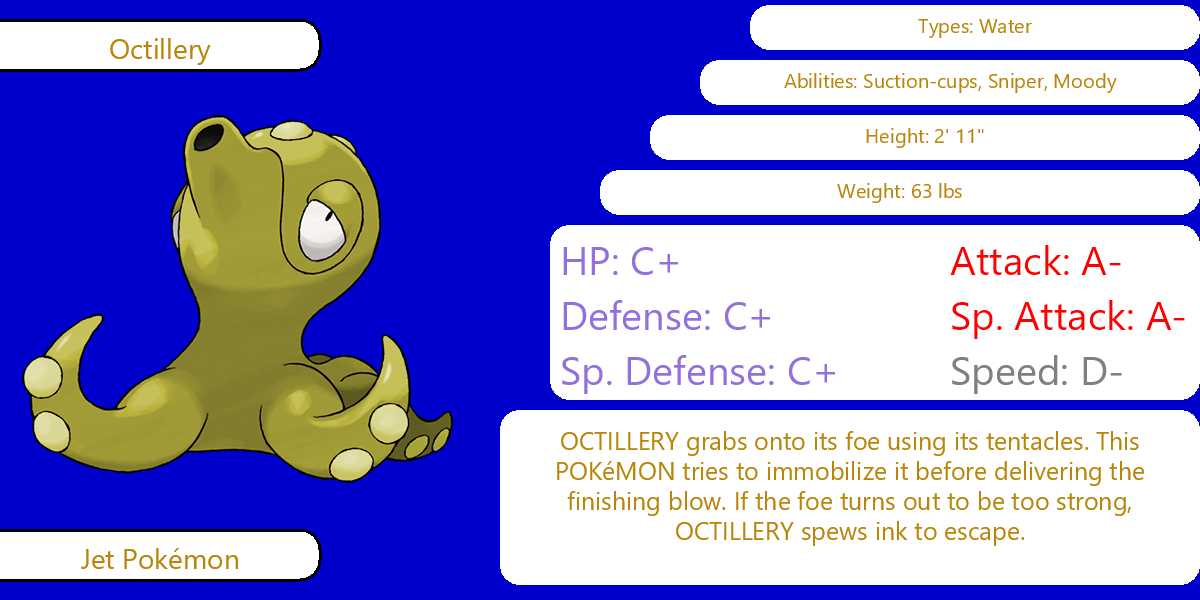 Octillery
Types: Water
Abilities: Suction-cups, Sniper, Moody
Height: 2' 11"
Weight: 63 lbs
HP: C+
Attack: A-
Defense: C+
Sp. Attack: A-
Sp. Defense: C+
Speed: D-
OCTILLERY grabs onto its foe using its tentacles. This
POKéMON tries to immobilize it before delivering the
finishing blow. If the foe turns out to be too strong,
OCTILLERY spews ink to escape.
Jet Pokémon